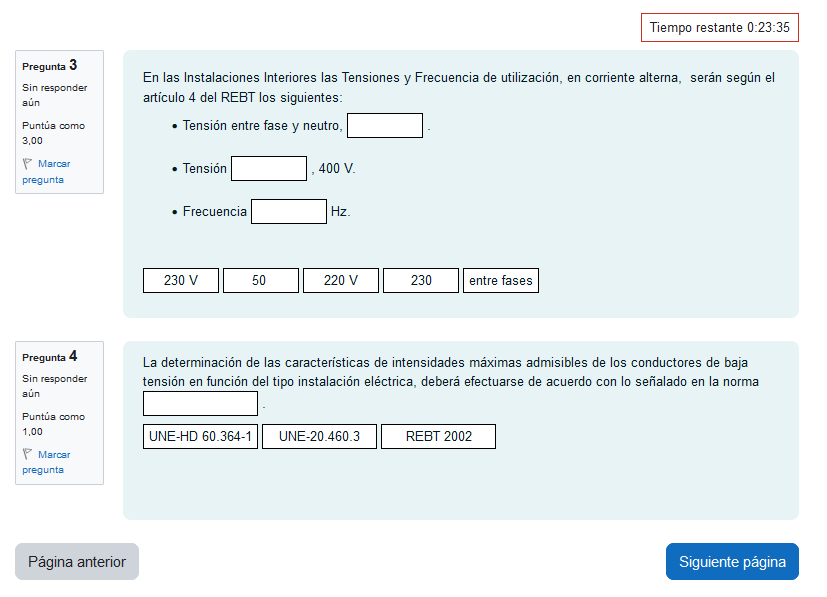 Tiempo restante 0:23:35
Pregunta 3
Sin responder
aún
Puntúa como
3,00
Marcar
pregunta
En las Instalaciones Interiores las Tensiones y Frecuencia de utilización, en corriente alterna, serán según el
artículo 4 del REBT los siguientes:
• Tensión entre fase y neutro, .
• Tensión , 400 V.
• Frecuencia Hz.
230 V 50 220 V 230 entre fases
Pregunta 4
Sin responder
aún
Puntúa como
1,00
Marcar
pregunta
La determinación de las características de intensidades máximas admisibles de los conductores de baja
tensión en función del tipo instalación eléctrica, deberá efectuarse de acuerdo con lo señalado en la norma
.
UNE-HD 60.364-1 UNE-20.460.3 REBT 2002
Página anterior Siguiente página